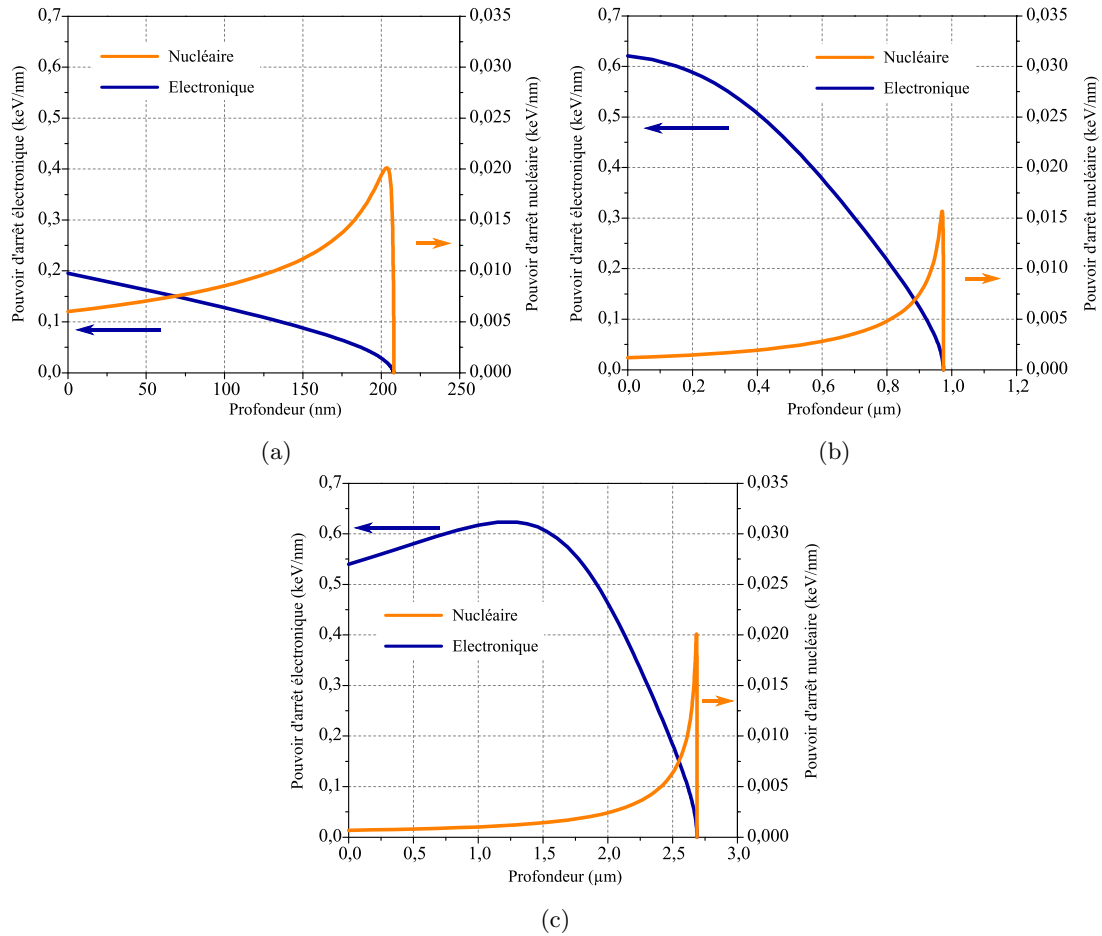 0,7
0,6
0,5
0,4
0,3
0,2
0,1
0,0
Pouvoir d'arrêt électronique (keV/nm)
Nucléaire
Electronique
0,035
0,030
0,025
0,020
0,015
0,010
0,005
0,000
Pouvoir d'arrêt nucléaire (keV/nm)
0 50 100 150 200 250
Profondeur (nm)
(a)
0,7
0,6
0,5
0,4
0,3
0,2
0,1
0,0
Pouvoir d'arrêt électronique (keV/nm)
Nucléaire
Electronique
0,035
0,030
0,025
0,020
0,015
0,010
0,005
0,000
Pouvoir d'arrêt nucléaire (keV/nm)
0,0 0,2 0,4 0,6 0,8 1,0 1,2
Profondeur (µm)
(b)
0,7
0,6
0,5
0,4
0,3
0,2
0,1
0,0
Pouvoir d'arrêt électronique (keV/nm)
Nucléaire
Electronique
0,035
0,030
0,025
0,020
0,015
0,010
0,005
0,000
Pouvoir d'arrêt nucléaire (keV/nm)
0,0 0,5 1,0 1,5 2,0 2,5 3,0
Profondeur (µm)
(c)